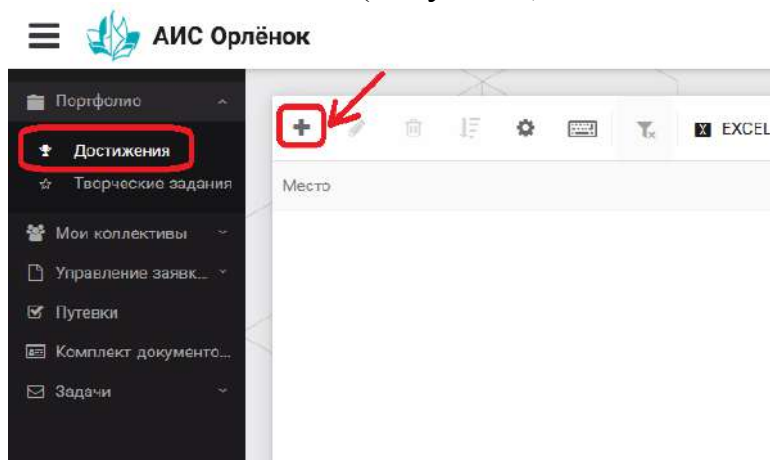 АИС Орлёнок
Портфолио
Достижения
Творческие задания
Мои коллективы
Управление заявк...
Путевки
Комплект документо...
Задачи
EXCEL
Место